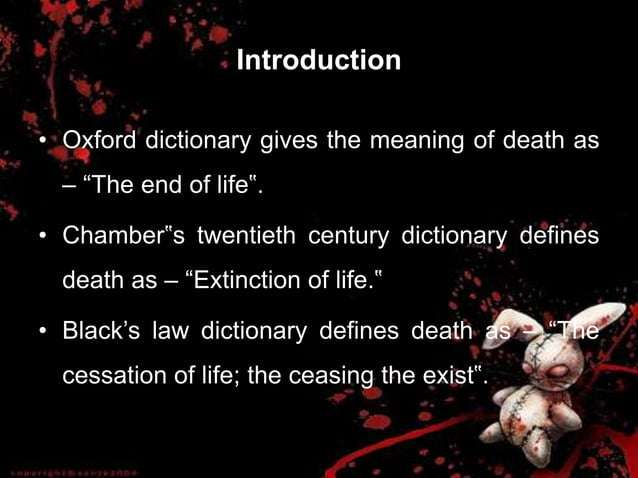 Introduction
• Oxford dictionary gives the meaning of death as
– “The end of life‟.
• Chamber‟s twentieth century dictionary defines
death as – “Extinction of life.‟
• Black’s law dictionary defines death as – “The
cessation of life; the ceasing the exist‟.